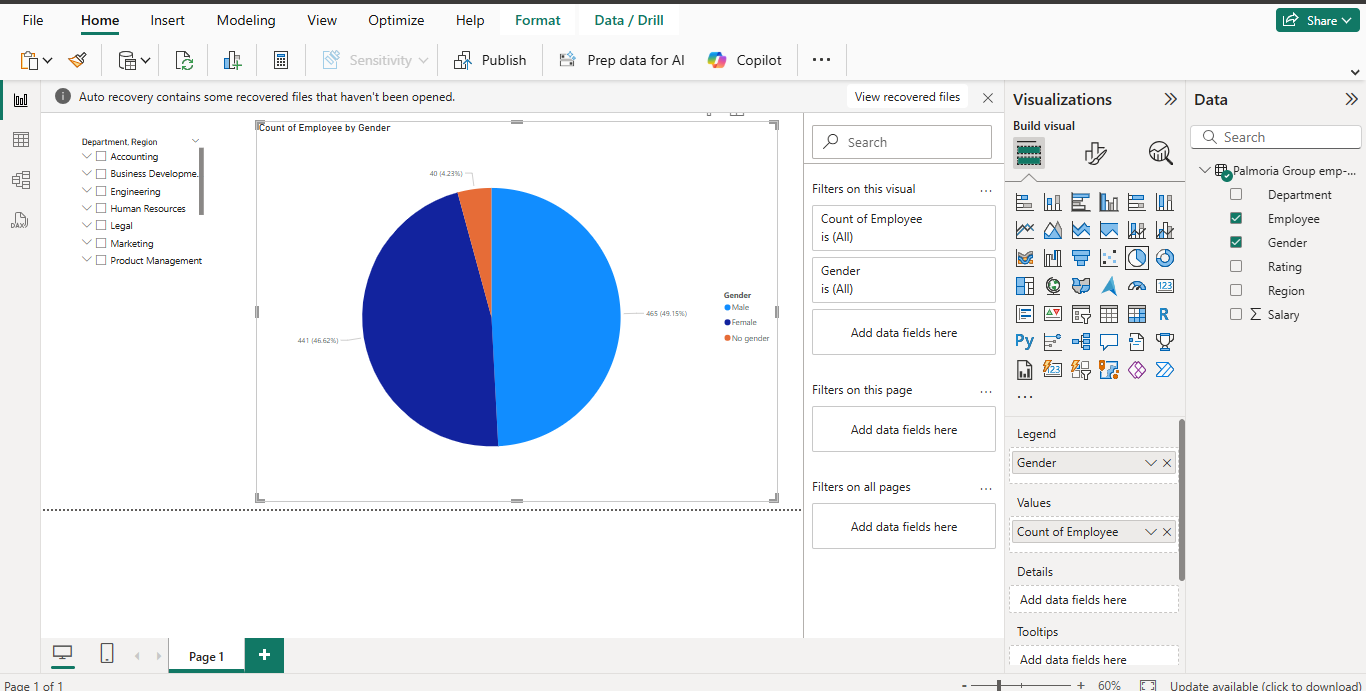 File Home Insert Modeling View Optimize Help Format Data / Drill Share
Sensitivity Publish Prep data for AI Copilot
Auto recovery contains some recovered files that haven't been opened. View recovered files
Department, Region
Accounting
Business Developme...
Engineering
Human Resources
Legal
Marketing
Product Management
Count of Employee by Gender
40 (4.23%)
465 (49.15%)
441 (46.62%)
Gender
Male
Female
No gender
Search
Filters on this visual
Count of Employee
is (All)
Gender
is (All)
Add data fields here
Filters on this page
Add data fields here
Filters on all pages
Add data fields here
Visualizations
Build visual
123
R
Py
123
Legend
Gender
Values
Count of Employee
Details
Add data fields here
Tooltips
Add data fields here
Data
Search
Palmoria Group emp-...
Department
Employee
Gender
Rating
Region
Σ Salary
DAX
Page 1
+
Page 1 of 1
- + 60% Update available (click to download)